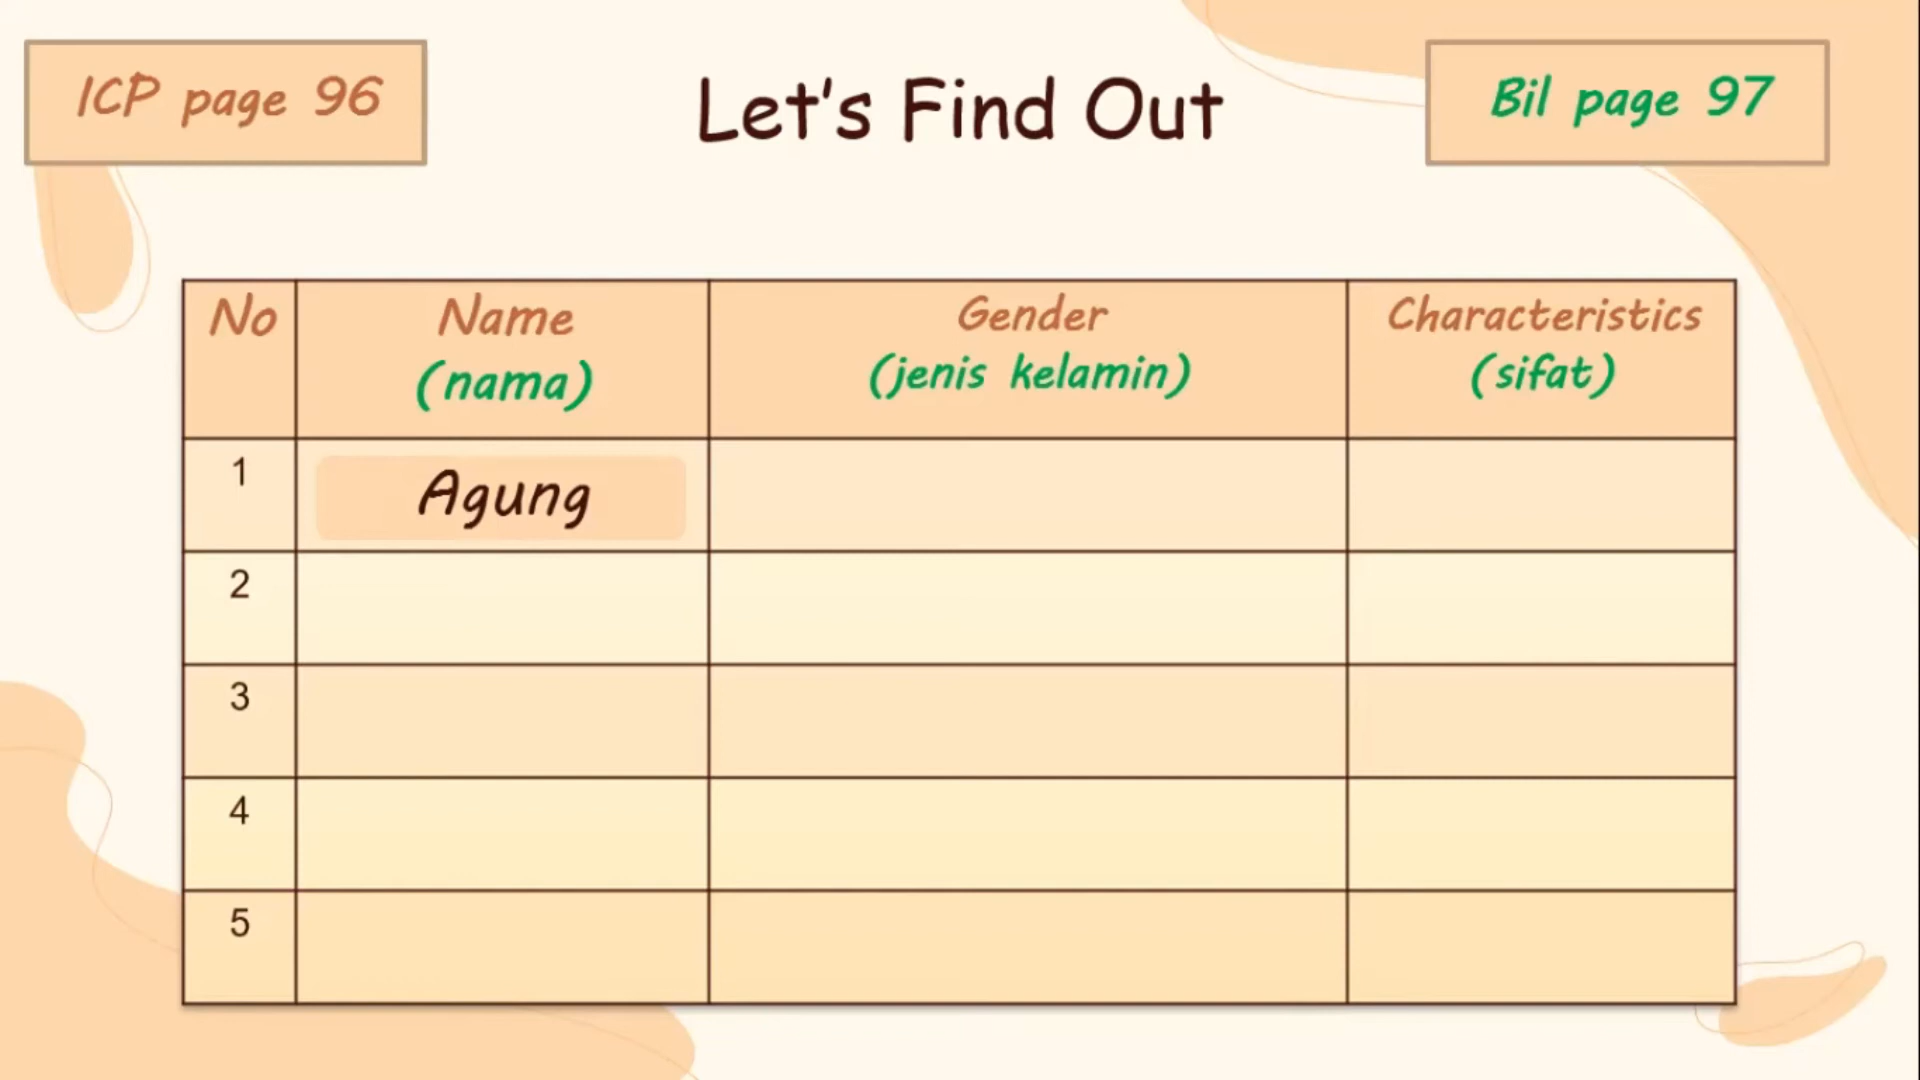 ICP page 96
Let's Find Out
Bil page 97
No
Name
(nama)
Gender
(jenis kelamin)
Characteristics
(sifat)
1
Agung
2
3
4
5